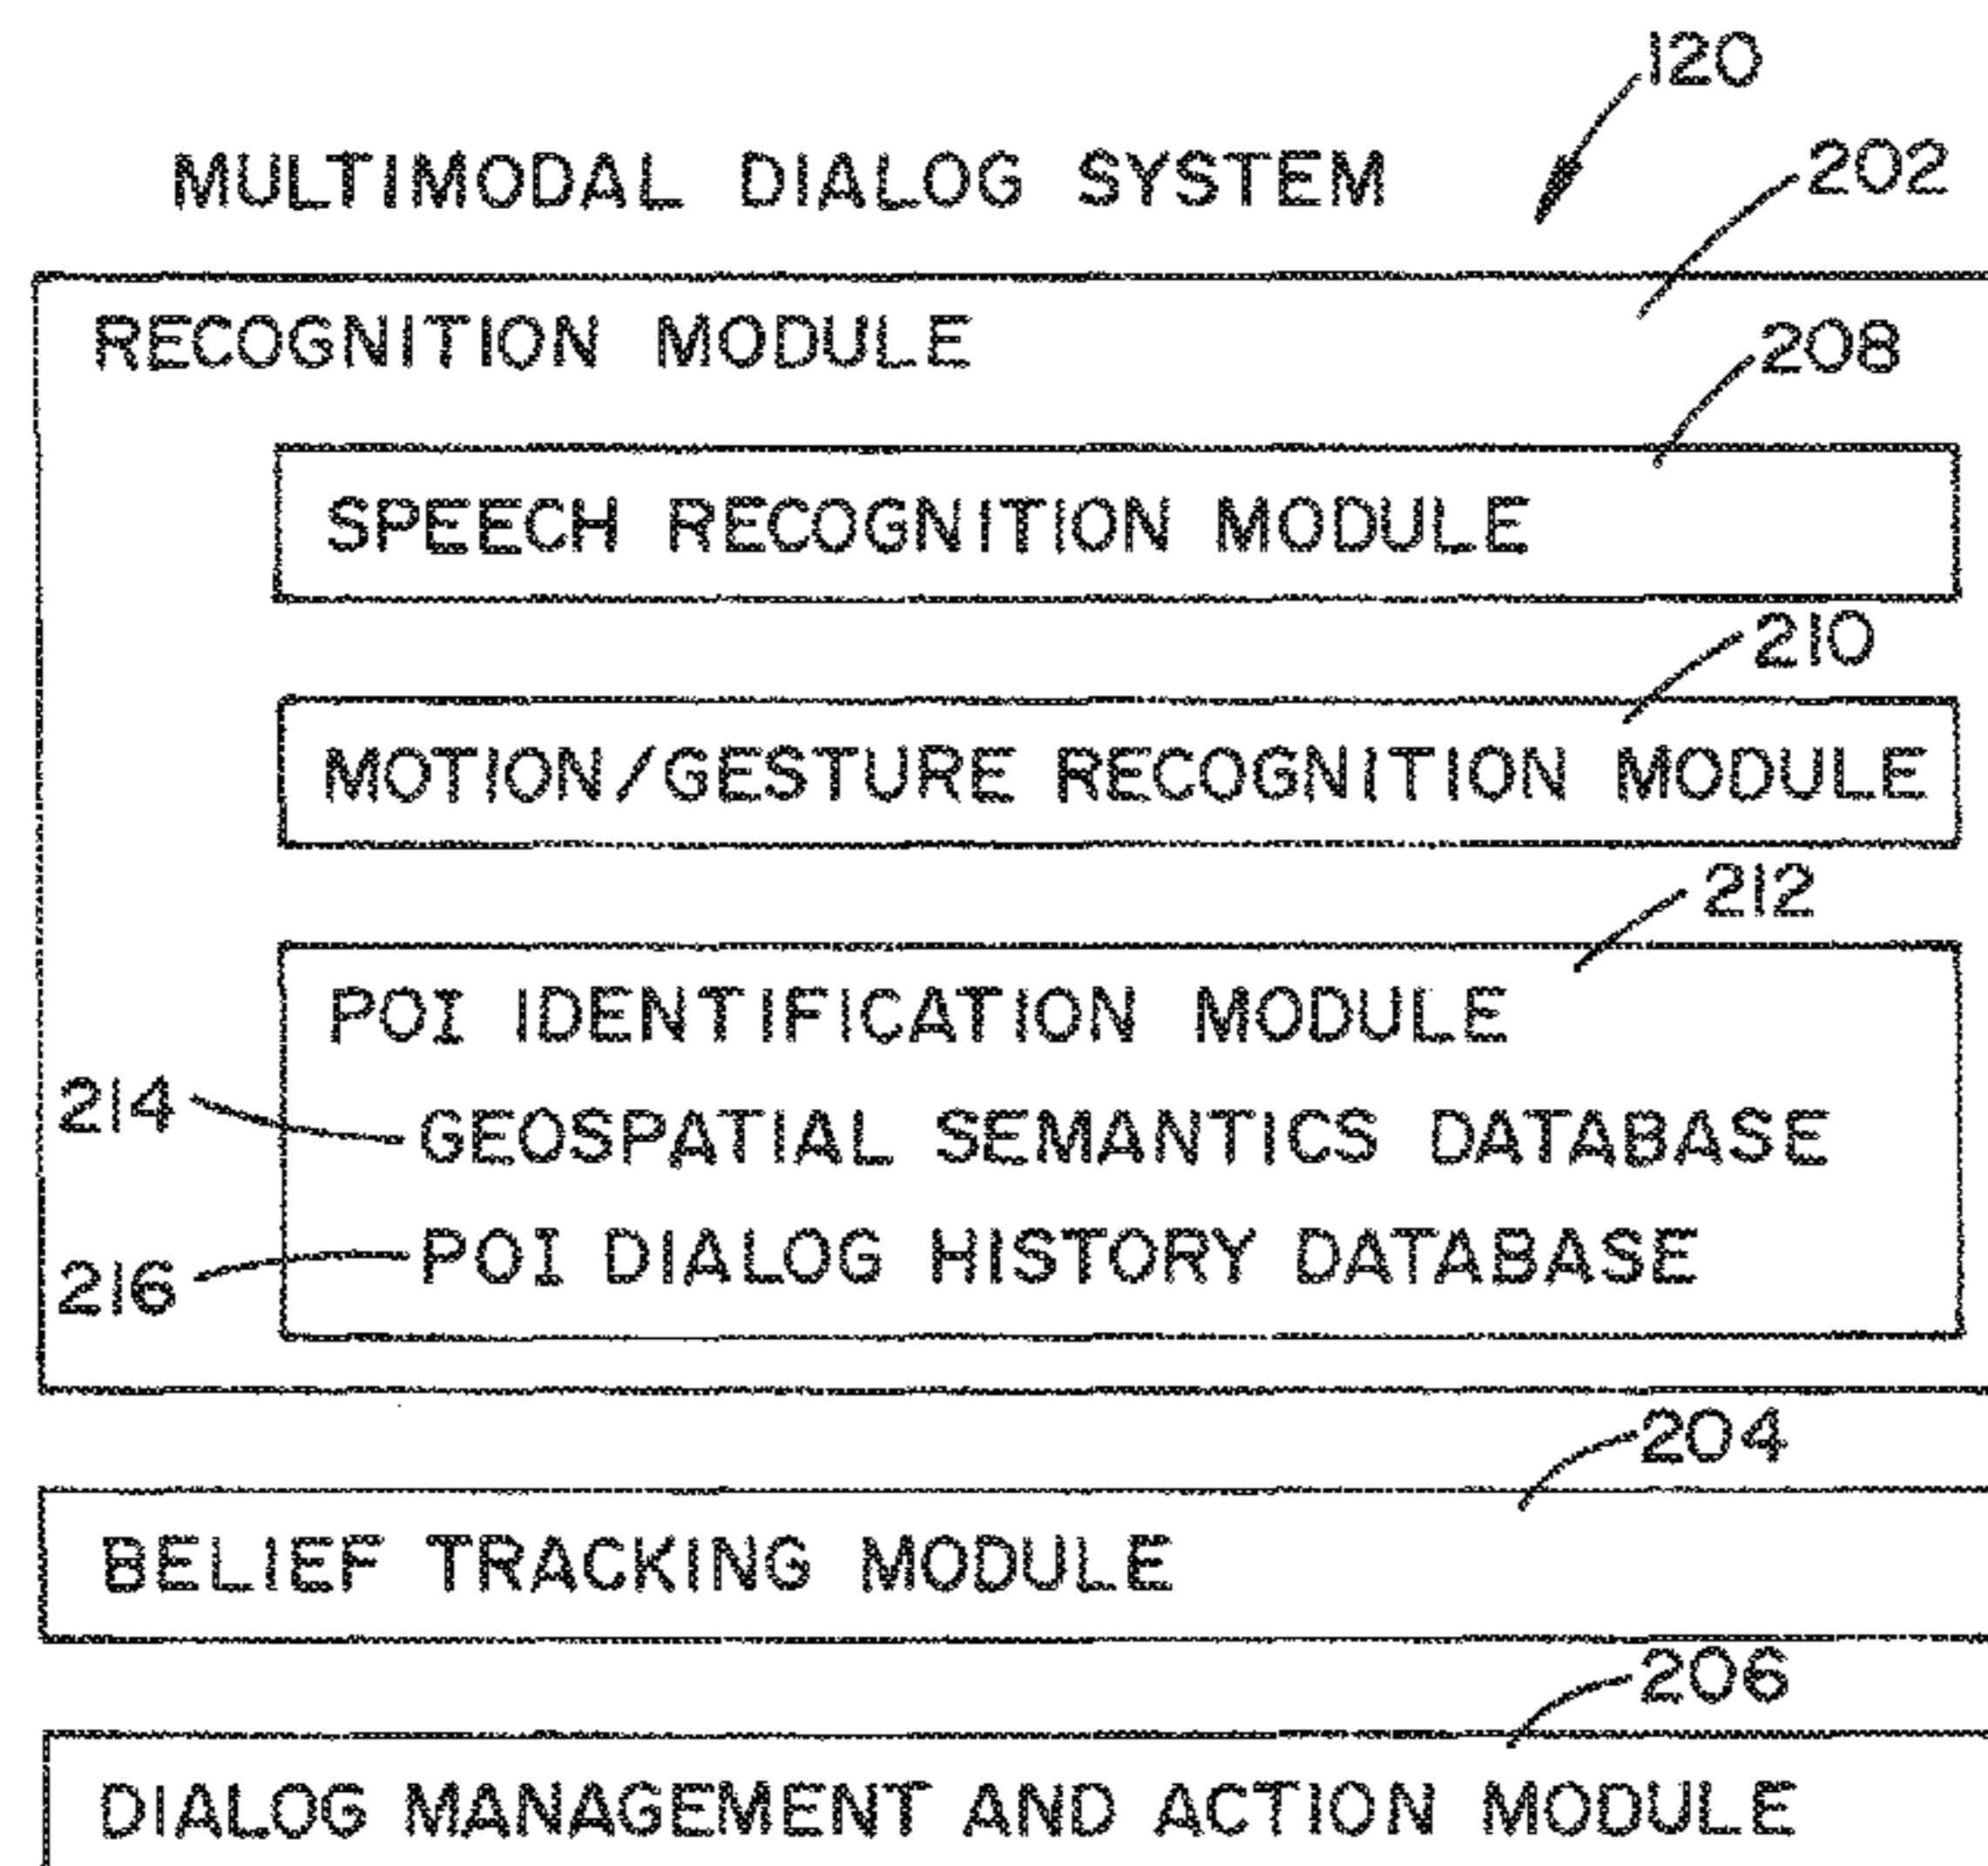 120
MULTIMODAL DIALOG SYSTEM
202
RECOGNITION MODULE
208
SPEECH RECOGNITION MODULE
210
MOTION/GESTURE RECOGNITION MODULE
212
POI IDENTIFICATION MODULE
214 GEOSPATIAL SEMANTICS DATABASE
216 POI DIALOG HISTORY DATABASE
204
BELIEF TRACKING MODULE
206
DIALOG MANAGEMENT AND ACTION MODULE